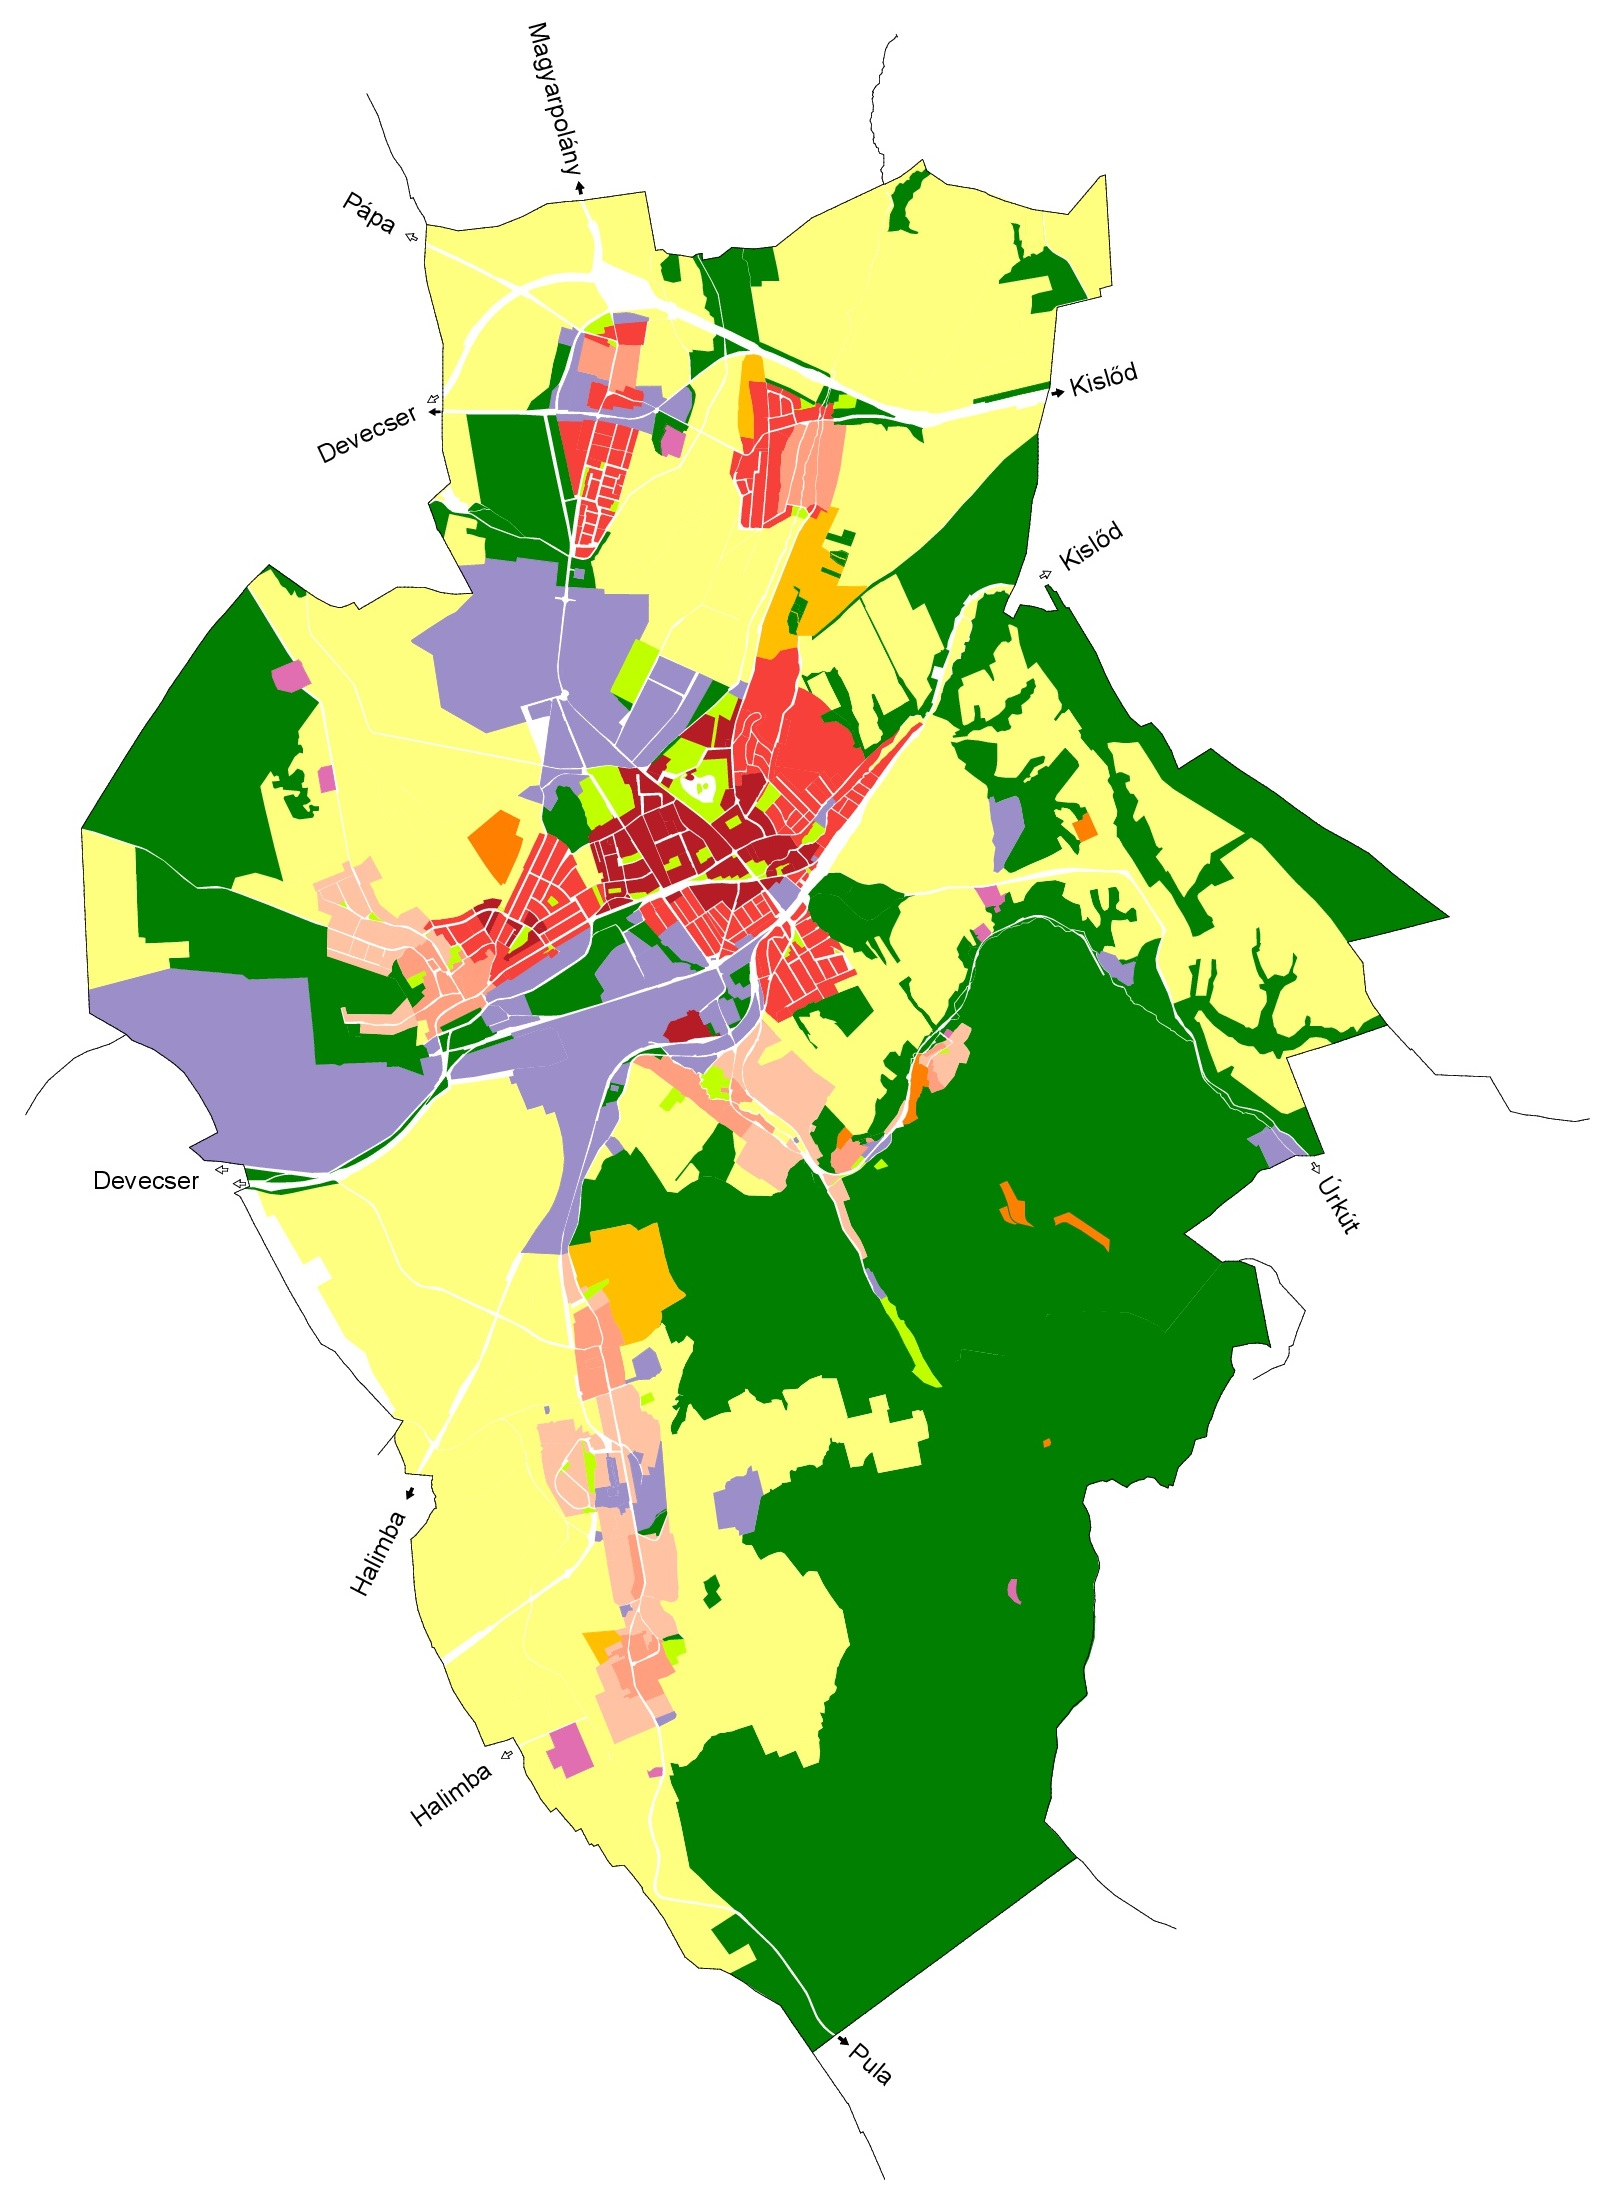 Magyarpolány
Pápa
Devecser
Kislőd
Kislőd
Devecser
Úrkút
Halimba
Halimba
Pula